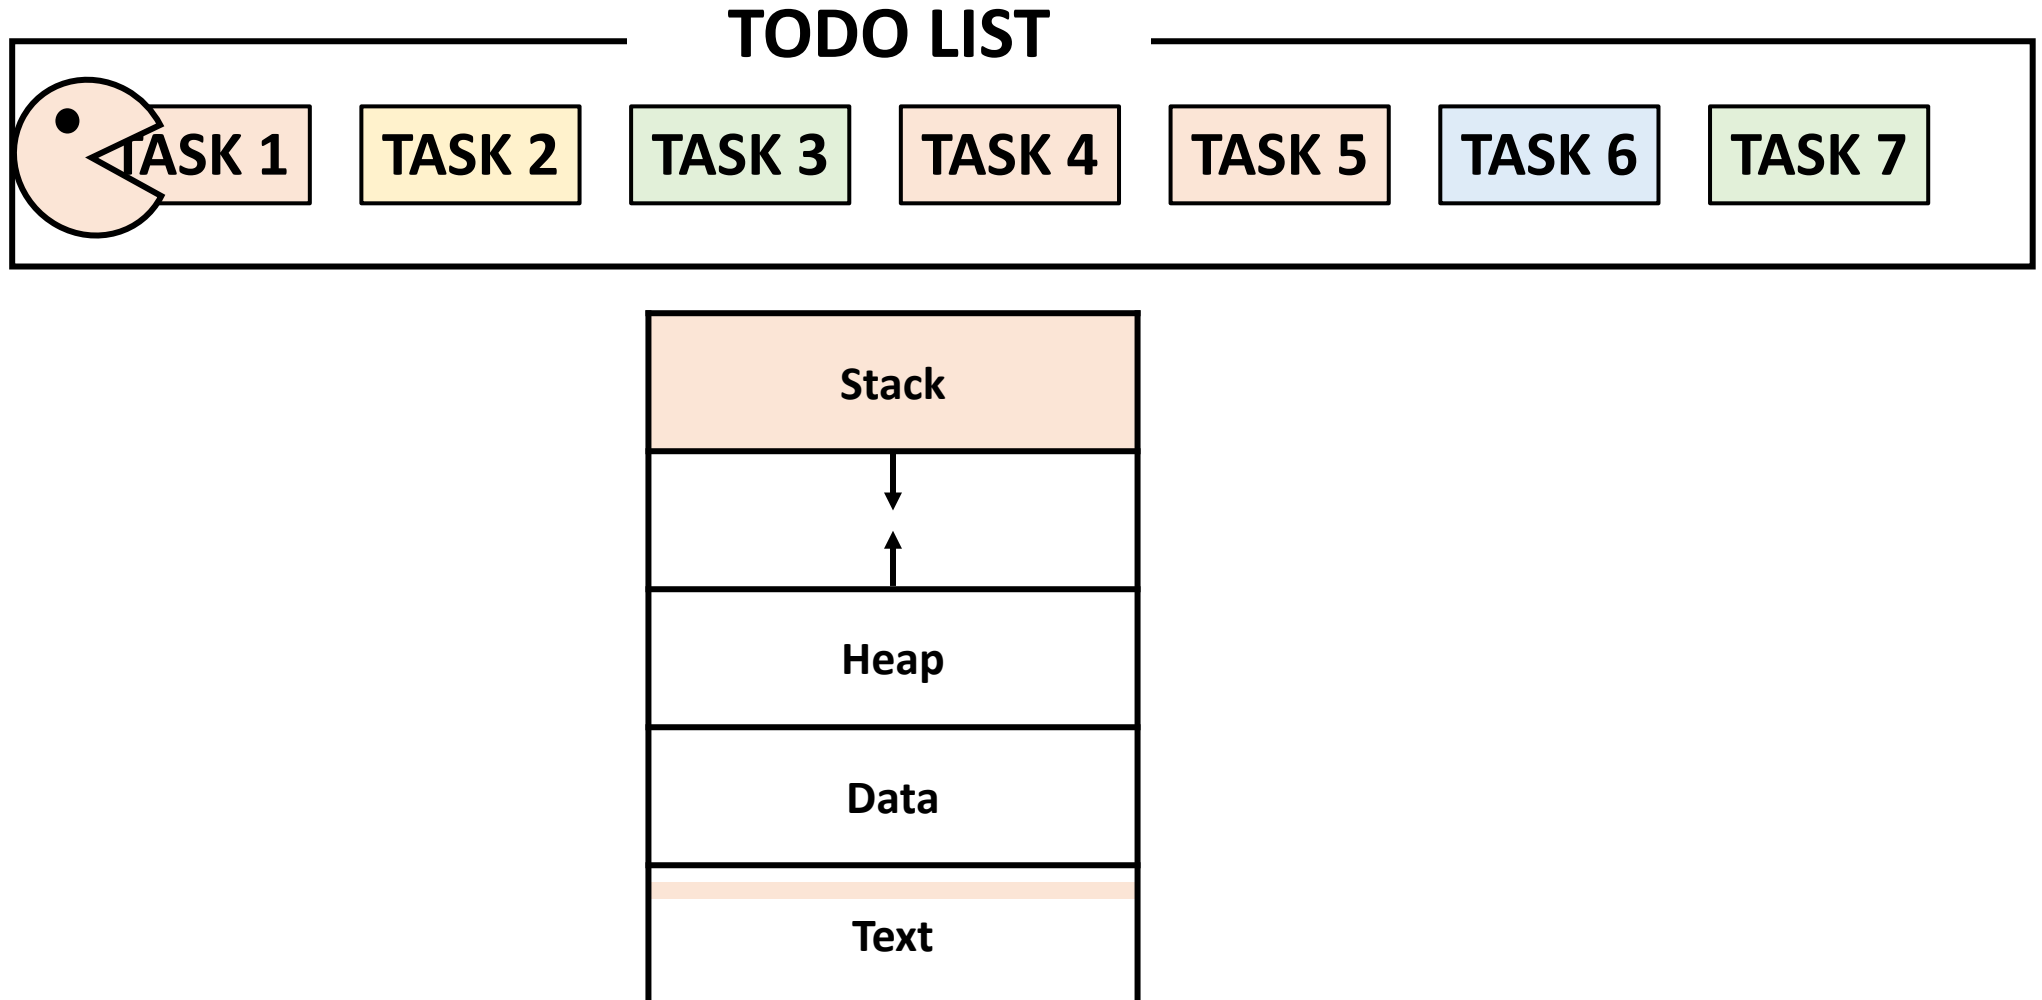 TODO LIST
TASK 1 TASK 2 TASK 3 TASK 4 TASK 5 TASK 6 TASK 7
Stack
Heap
Data
Text